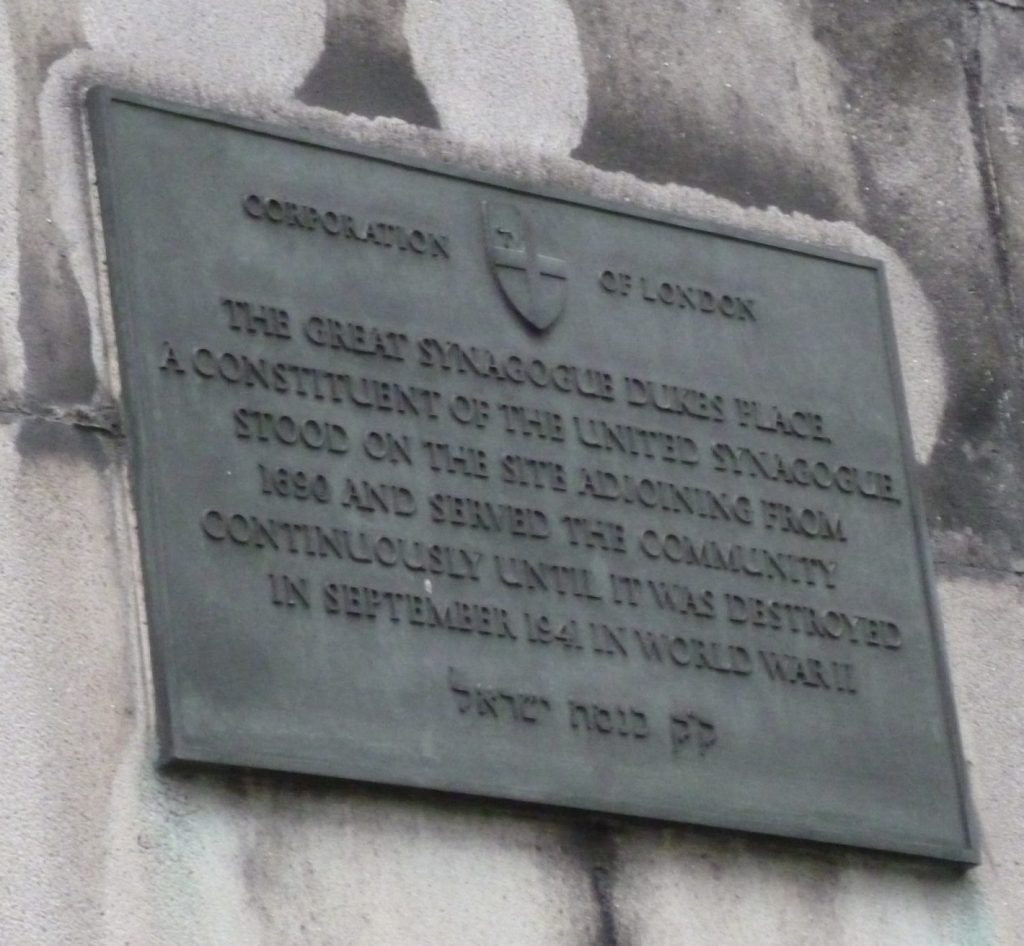 CORPORATION OF LONDON
THE GREAT SYNAGOGUE DUKES PLACE
A CONSTITUENT OF THE UNITED SYNAGOGUE
STOOD ON THE SITE ADJOINING FROM
1690 AND SERVED THE COMMUNITY
CONTINUOUSLY UNTIL IT WAS DESTROYED
IN SEPTEMBER 1941 IN WORLD WAR II
ק״ק כנסת ישראל